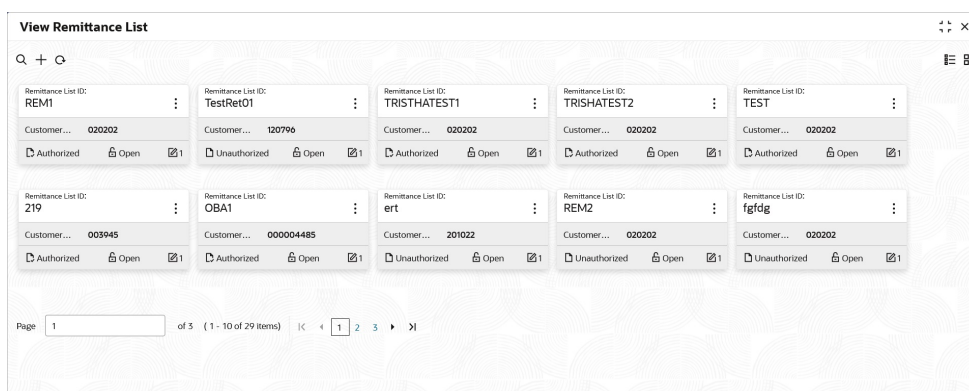 View Remittance List
Remittance List ID: Remittance List ID: Remittance List ID: Remittance List ID: Remittance List ID:
REM1 TestRet01 TRISTHATEST1 TRISHATEST2 TEST
Customer... 020202 Customer... 120796 Customer... 020202 Customer... 020202 Customer... 020202
Authorized Open 1 Unauthorized Open 1 Authorized Open 1 Authorized Open 1 Authorized Open 1
Remittance List ID: Remittance List ID: Remittance List ID: Remittance List ID: Remittance List ID:
219 OBA1 ert REM2 fgfdg
Customer... 003945 Customer... 000004485 Customer... 201022 Customer... 020202 Customer... 020202
Authorized Open 1 Authorized Open 1 Unauthorized Open 1 Unauthorized Open 1 Unauthorized Open 1
Page 1 of 3 (1 - 10 of 29 items) 1 2 3